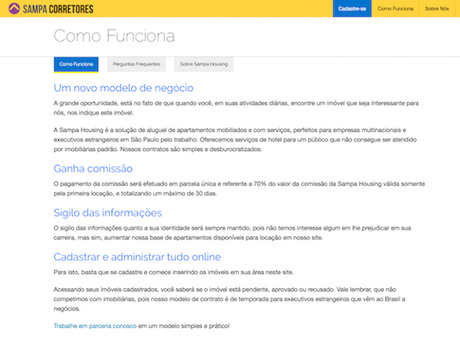 SAMPA CORRETORES
Cadastre-se
Como Funciona
Sobre Nós
Como Funciona
Como Funciona
Perguntas Frequentes
Sobre Sampa Housing
Um novo modelo de negócio
A grande oportunidade, está no fato de que quando você, em suas atividades diárias, encontre um imóvel que seja interessante para
nós, nos indique este imóvel.
A Sampa Housing é a solução de aluguel de apartamentos mobiliados e com serviços, perfeitos para empresas multinacionais e
executivos estrangeiros em São Paulo pelo trabalho. Oferecemos serviços de hotel para um público que não consegue ser atendido
por imobiliárias padrão. Nossos contratos são simples e desburocratizados.
Ganha comissão
O pagamento da comissão será efetuado em parcela única e referente a 70% do valor da comissão da Sampa Housing válida somente
pela primeira locação, e totalizando um máximo de 30 dias.
Sigilo das informações
O sigilo das informações quanto a sua identidade será sempre mantido, pois não temos interesse algum em lhe prejudicar em sua
carreira, mas sim, aumentar nossa base de apartamentos disponíveis para locação em nosso site.
Cadastrar e administrar tudo online
Para isto, basta que se cadastre e comece inserindo os imóveis em sua área neste site.
Acessando seus imóveis cadastrados, você saberá se o imóvel está pendente, aprovado ou recusado. Vale lembrar, que não
competimos com imobiliárias, pois nosso modelo de contrato é de temporada para executivos estrangeiros que vêm ao Brasil a
negócios.
Trabalhe em parceria conosco em um modelo simples e prático!